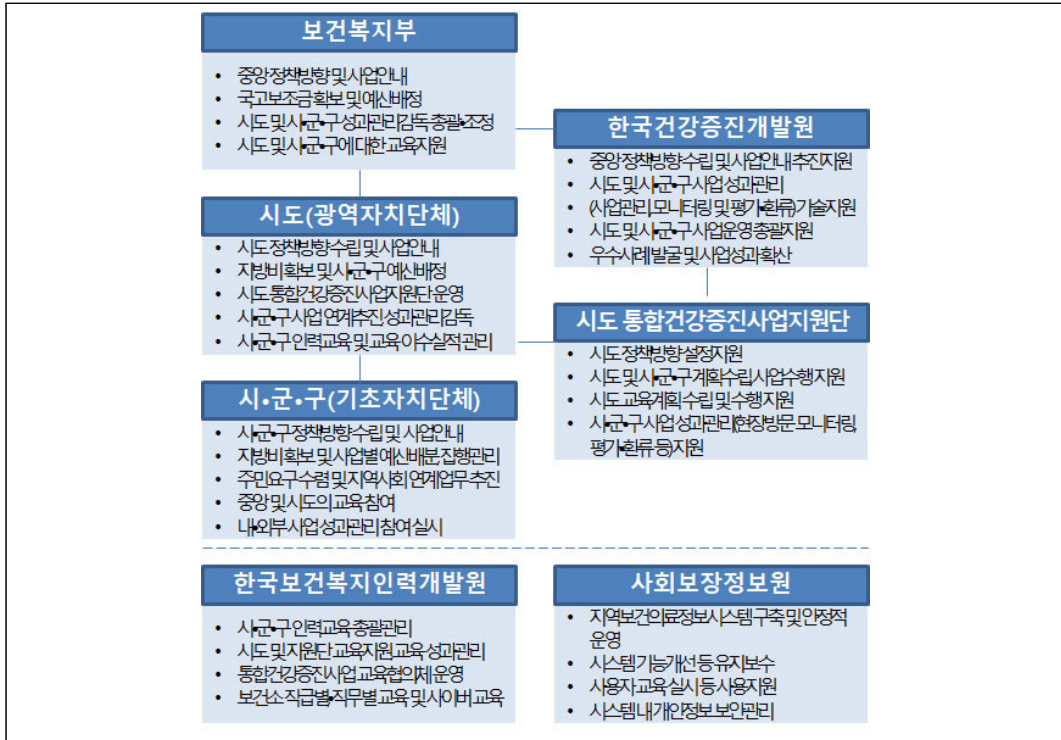 보건복지부
• 중앙 정책방향 및 사업안내
• 국고보조금 확보 및 예산배정
• 시도 및 시•군•구 성과관리감독 총괄•조정
• 시도 및 시•군•구에 대한 교육지원
한국건강증진개발원
• 중앙 정책방향 수립 및 사업안내 추진지원
• 시도 및 시•군•구 사업 성과관리
• (사업관리, 모니터링 및 평가•환류) 기술지원
• 시도 및 시•군•구 사업운영 총괄지원
• 우수사례 발굴 및 사업성과 확산
시도(광역자치단체)
• 시도 정책방향 수립 및 사업안내
• 지방비 확보 및 시•군•구 예산배정
• 시도 통합건강증진사업지원단 운영
• 시•군•구 사업 연계추진, 성과관리감독
• 시•군•구 인력교육 및 교육 이수실적 관리
시도 통합건강증진사업지원단
• 시도 정책방향 설정지원
• 시도 및 시•군•구 계획수립, 사업수행 지원
• 시도 교육계획 수립 및 수행 지원
• 시•군•구 사업 성과관리(현장방문, 모니터링,
평가•환류 등)지원
시•군•구(기초자치단체)
• 시•군•구 정책방향 수립 및 사업안내
• 지방비 확보 및 사업별 예산배분, 집행관리
• 주민요구 수렴 및 지역사회 연계업무 추진
• 중앙 및 시도의 교육 참여
• 내•외부 사업 성과관리 참여 실시
한국보건복지인력개발원
• 시•군•구 인력교육 총괄관리
• 시도 및 지원단 교육지원, 교육 성과관리
• 통합건강증진사업 교육협의체 운영
• 보건소 직급별•직무별 교육 및 사이버 교육
사회보장정보원
• 지역보건의료정보시스템 구축 및 안정적
운영
• 시스템 기능개선 등 유지보수
• 사용자 교육 실시 등 사용지원
• 시스템 내 개인정보 보안관리